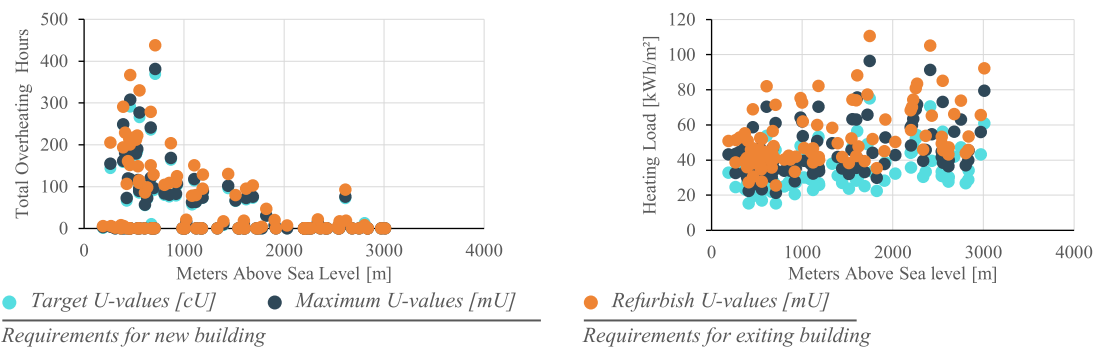 500
400
300
200
100
0
0 1000 2000 3000 4000
Total Overheating Hours
Meters Above Sea Level [m]
120
100
80
60
40
20
0
0 1000 2000 3000 4000
Heating Load [kWh/m²]
Meters Above Sea level [m]
Target U-values [cU] Maximum U-values [mU] Refurbish U-values [mU]
Requirements for new building Requirements for exiting building